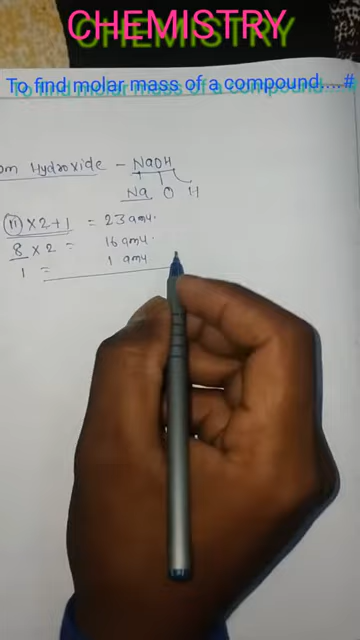 CHEMISTRY
To find molar mass of a compound....#
Hydroxide - NaOH
Na O H
11 × 2 + 1 = 23 amu.
8 × 2 = 16 amu.
1 = 1 amu